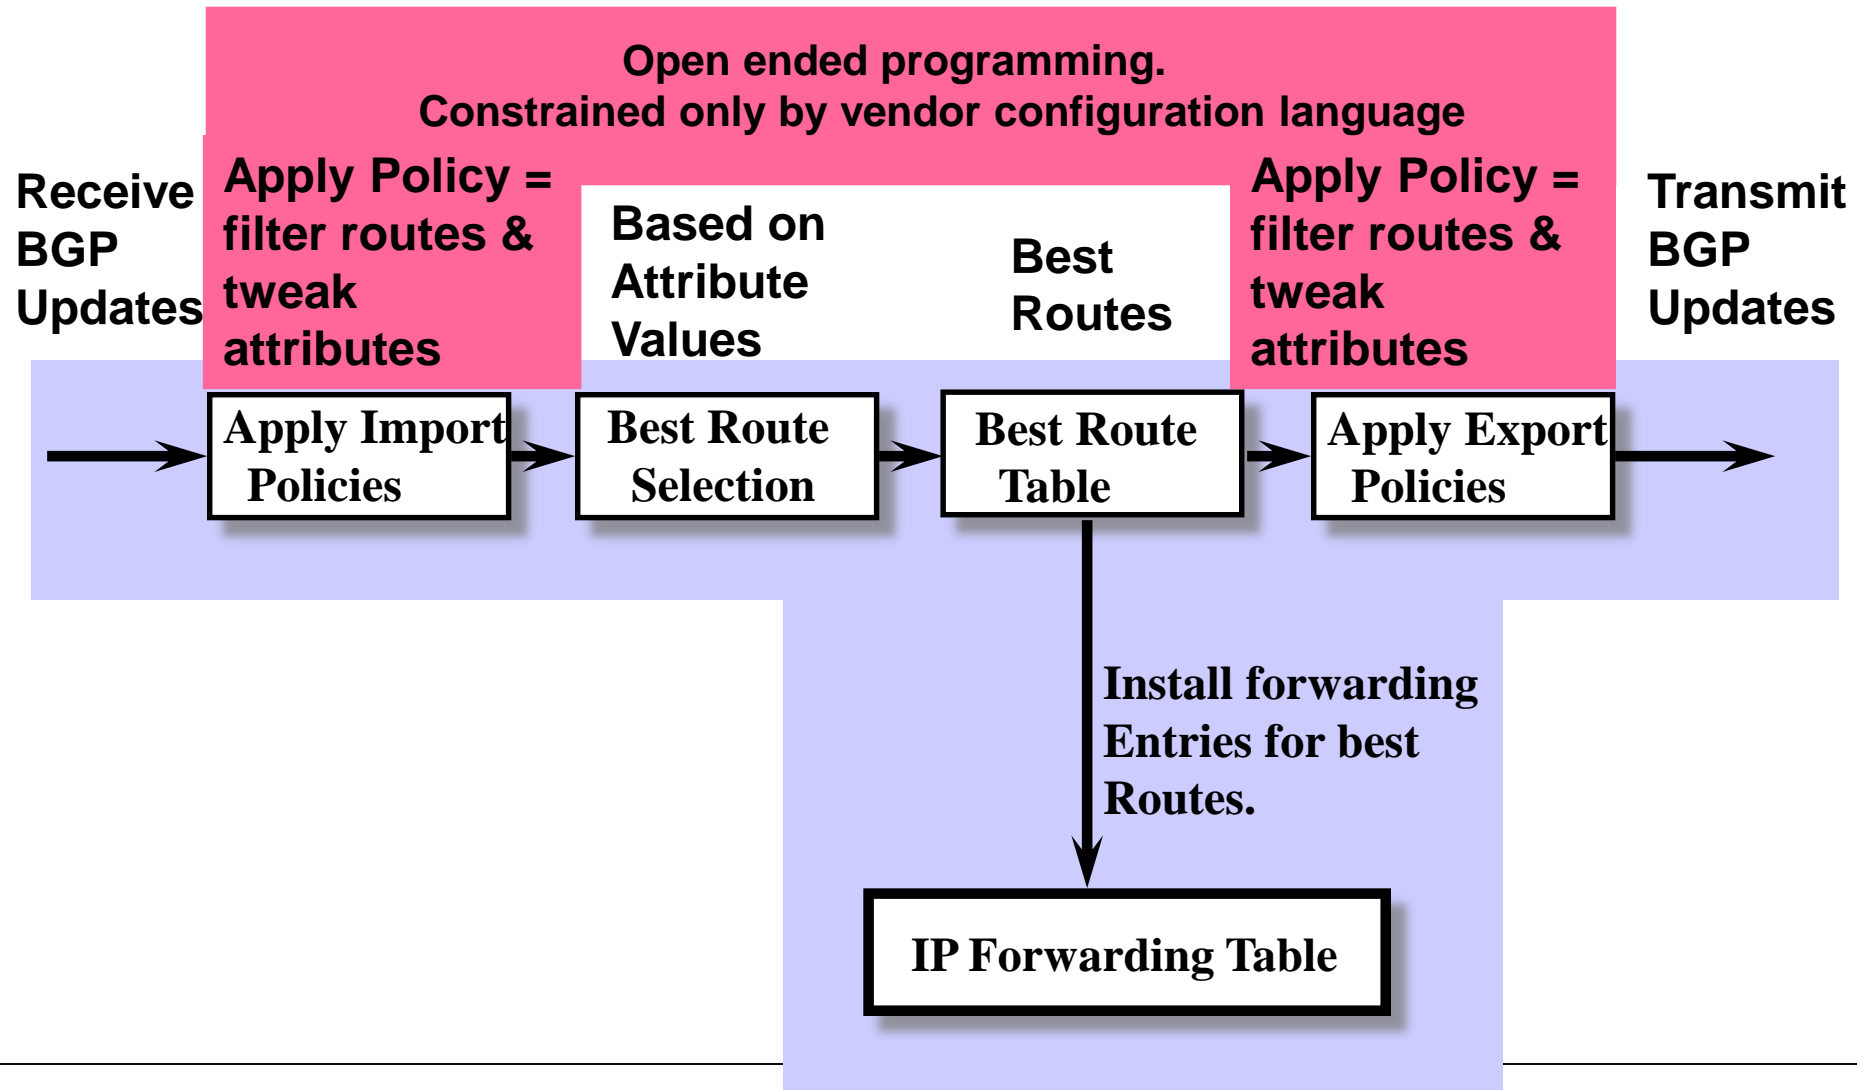 Open ended programming.
Constrained only by vendor configuration language
Receive
BGP
Updates
Apply Policy =
filter routes &
tweak
attributes
Based on
Attribute
Values
Best
Routes
Apply Policy =
filter routes &
tweak
attributes
Transmit
BGP
Updates
Apply Import
Policies
Best Route
Selection
Best Route
Table
Apply Export
Policies
Install forwarding
Entries for best
Routes.
IP Forwarding Table